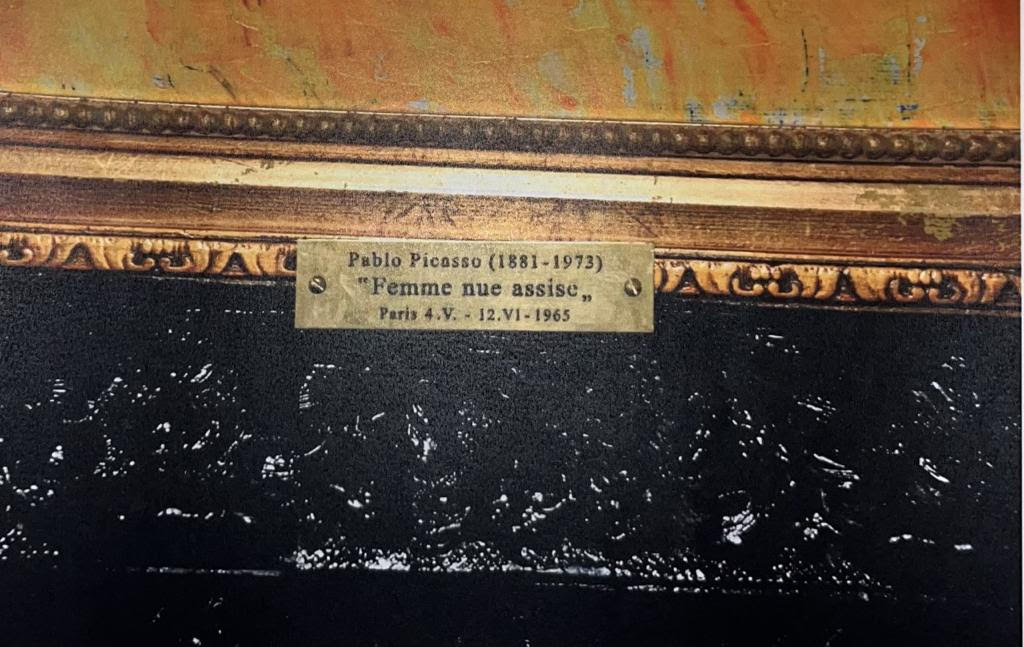 Pablo Picasso (1881-1973)
"Femme nue assise„
Paris 4.V. - 12.VI-1965